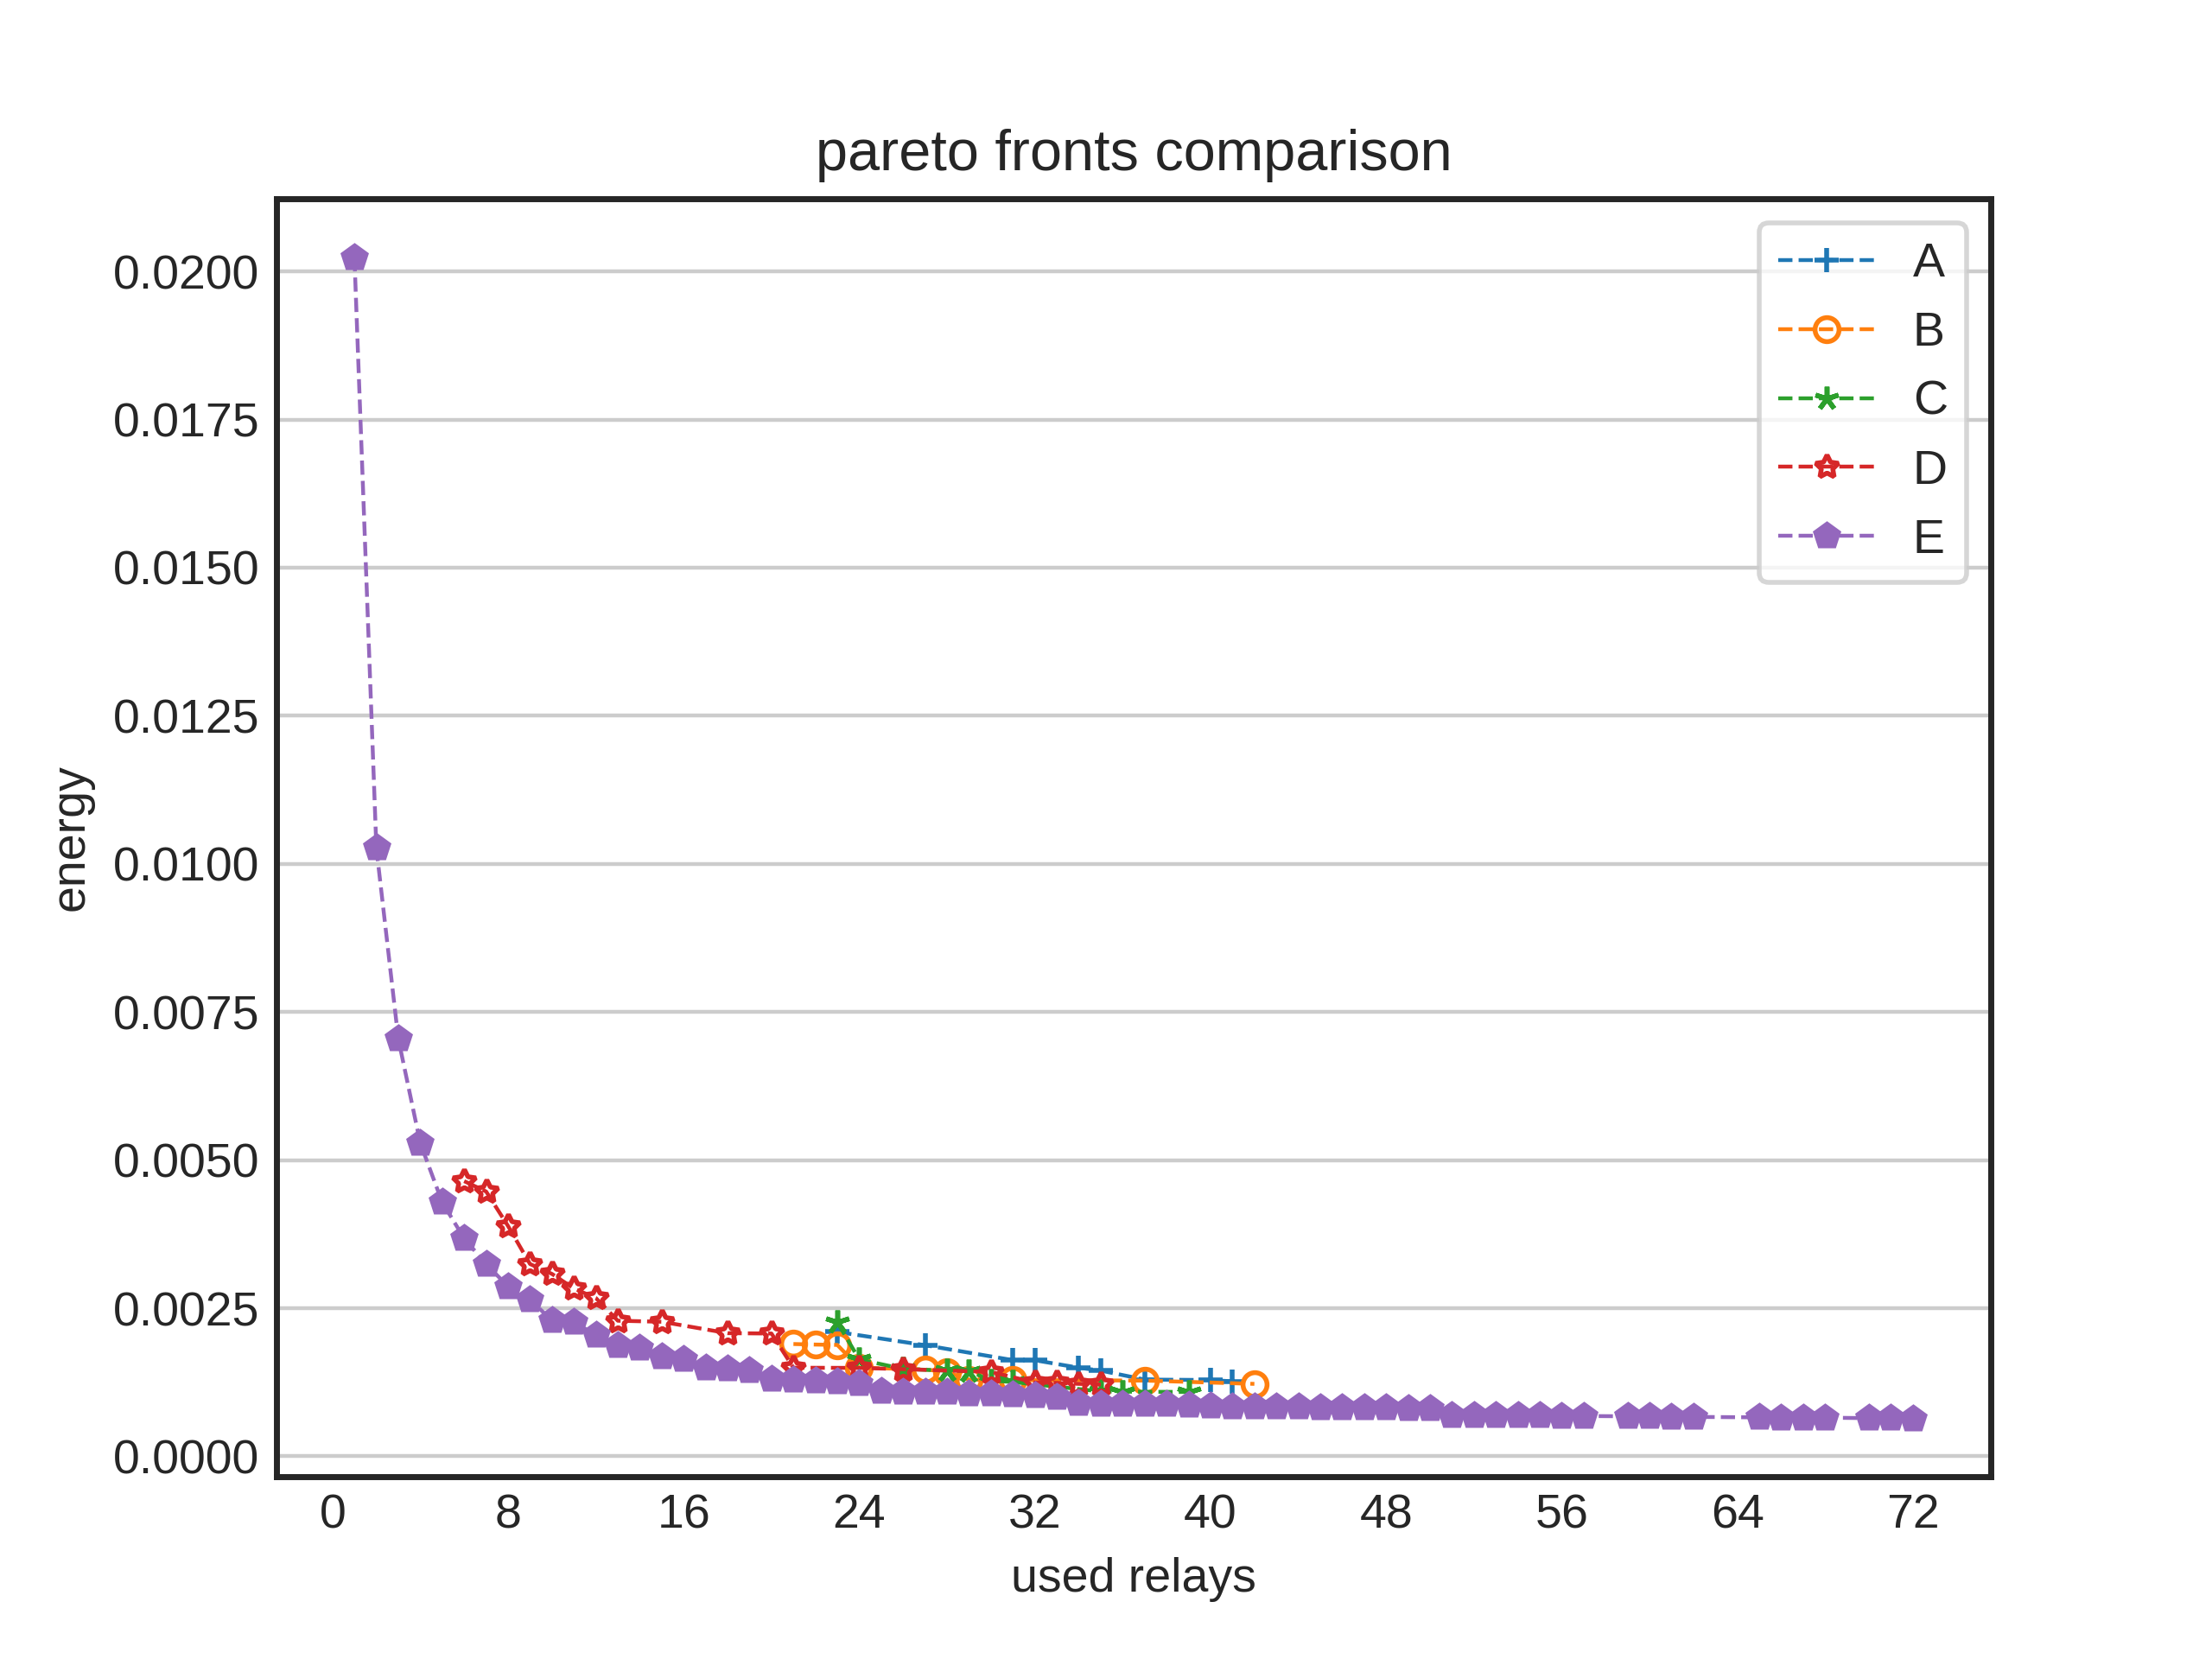 pareto fronts comparison
0.0200
0.0175
0.0150
0.0125
0.0100
0.0075
0.0050
0.0025
0.0000
energy
A
B
C
D
E
0 8 16 24 32 40 48 56 64 72
used relays